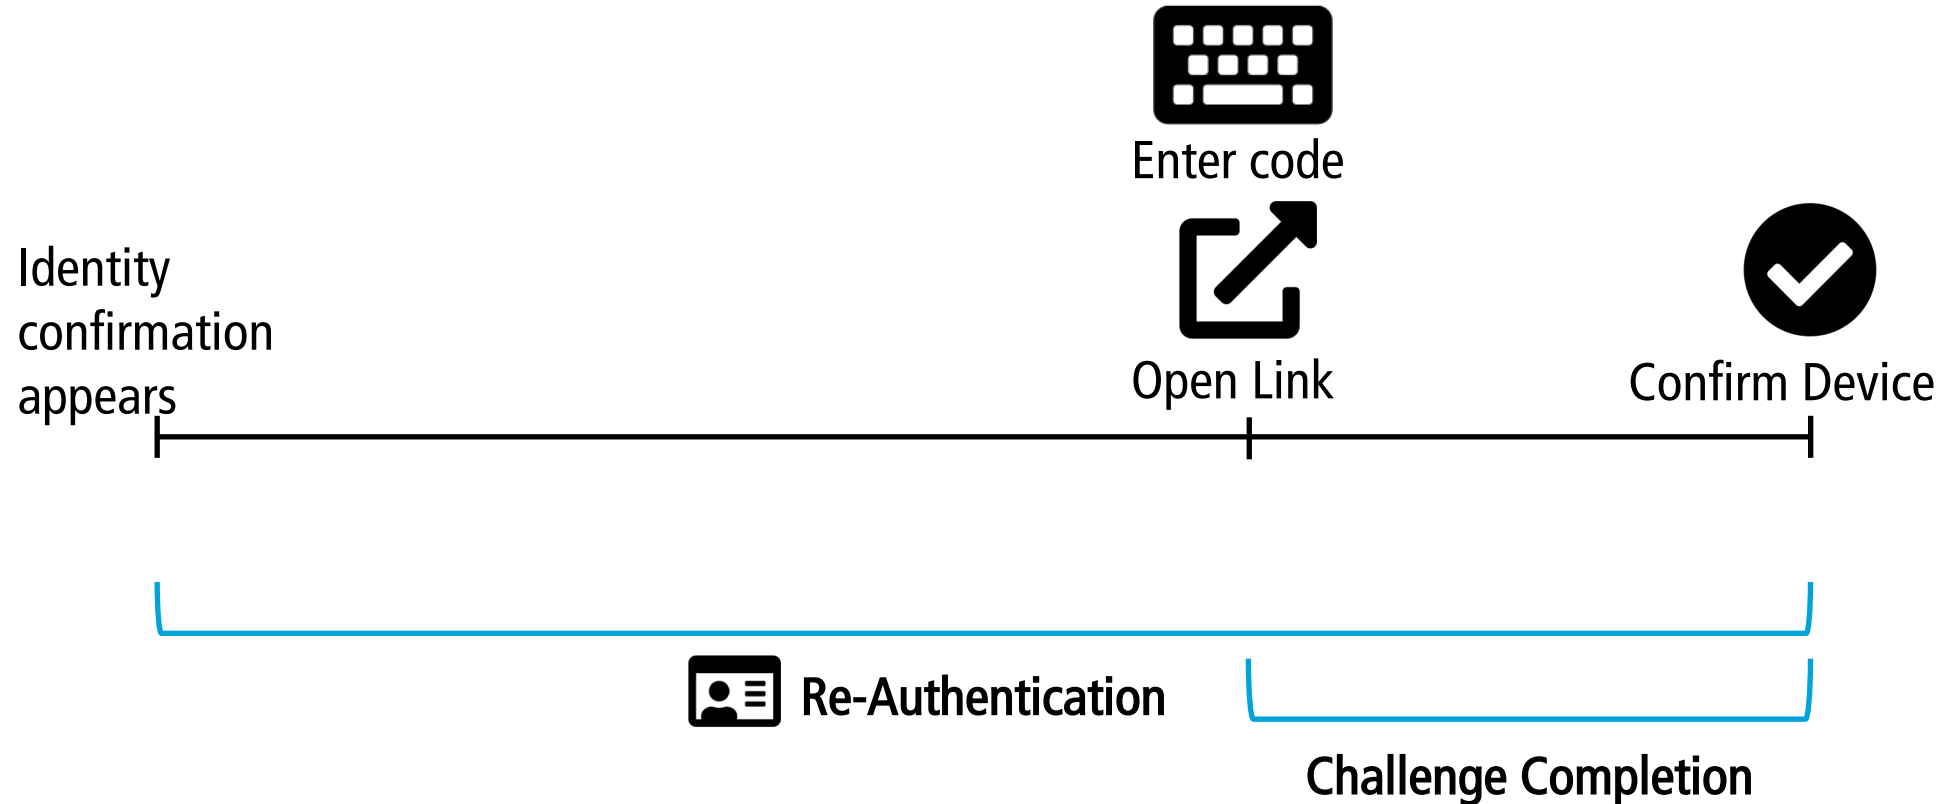 Enter code
Identity
confirmation
appears
Open Link
Confirm Device
Re-Authentication
Challenge Completion